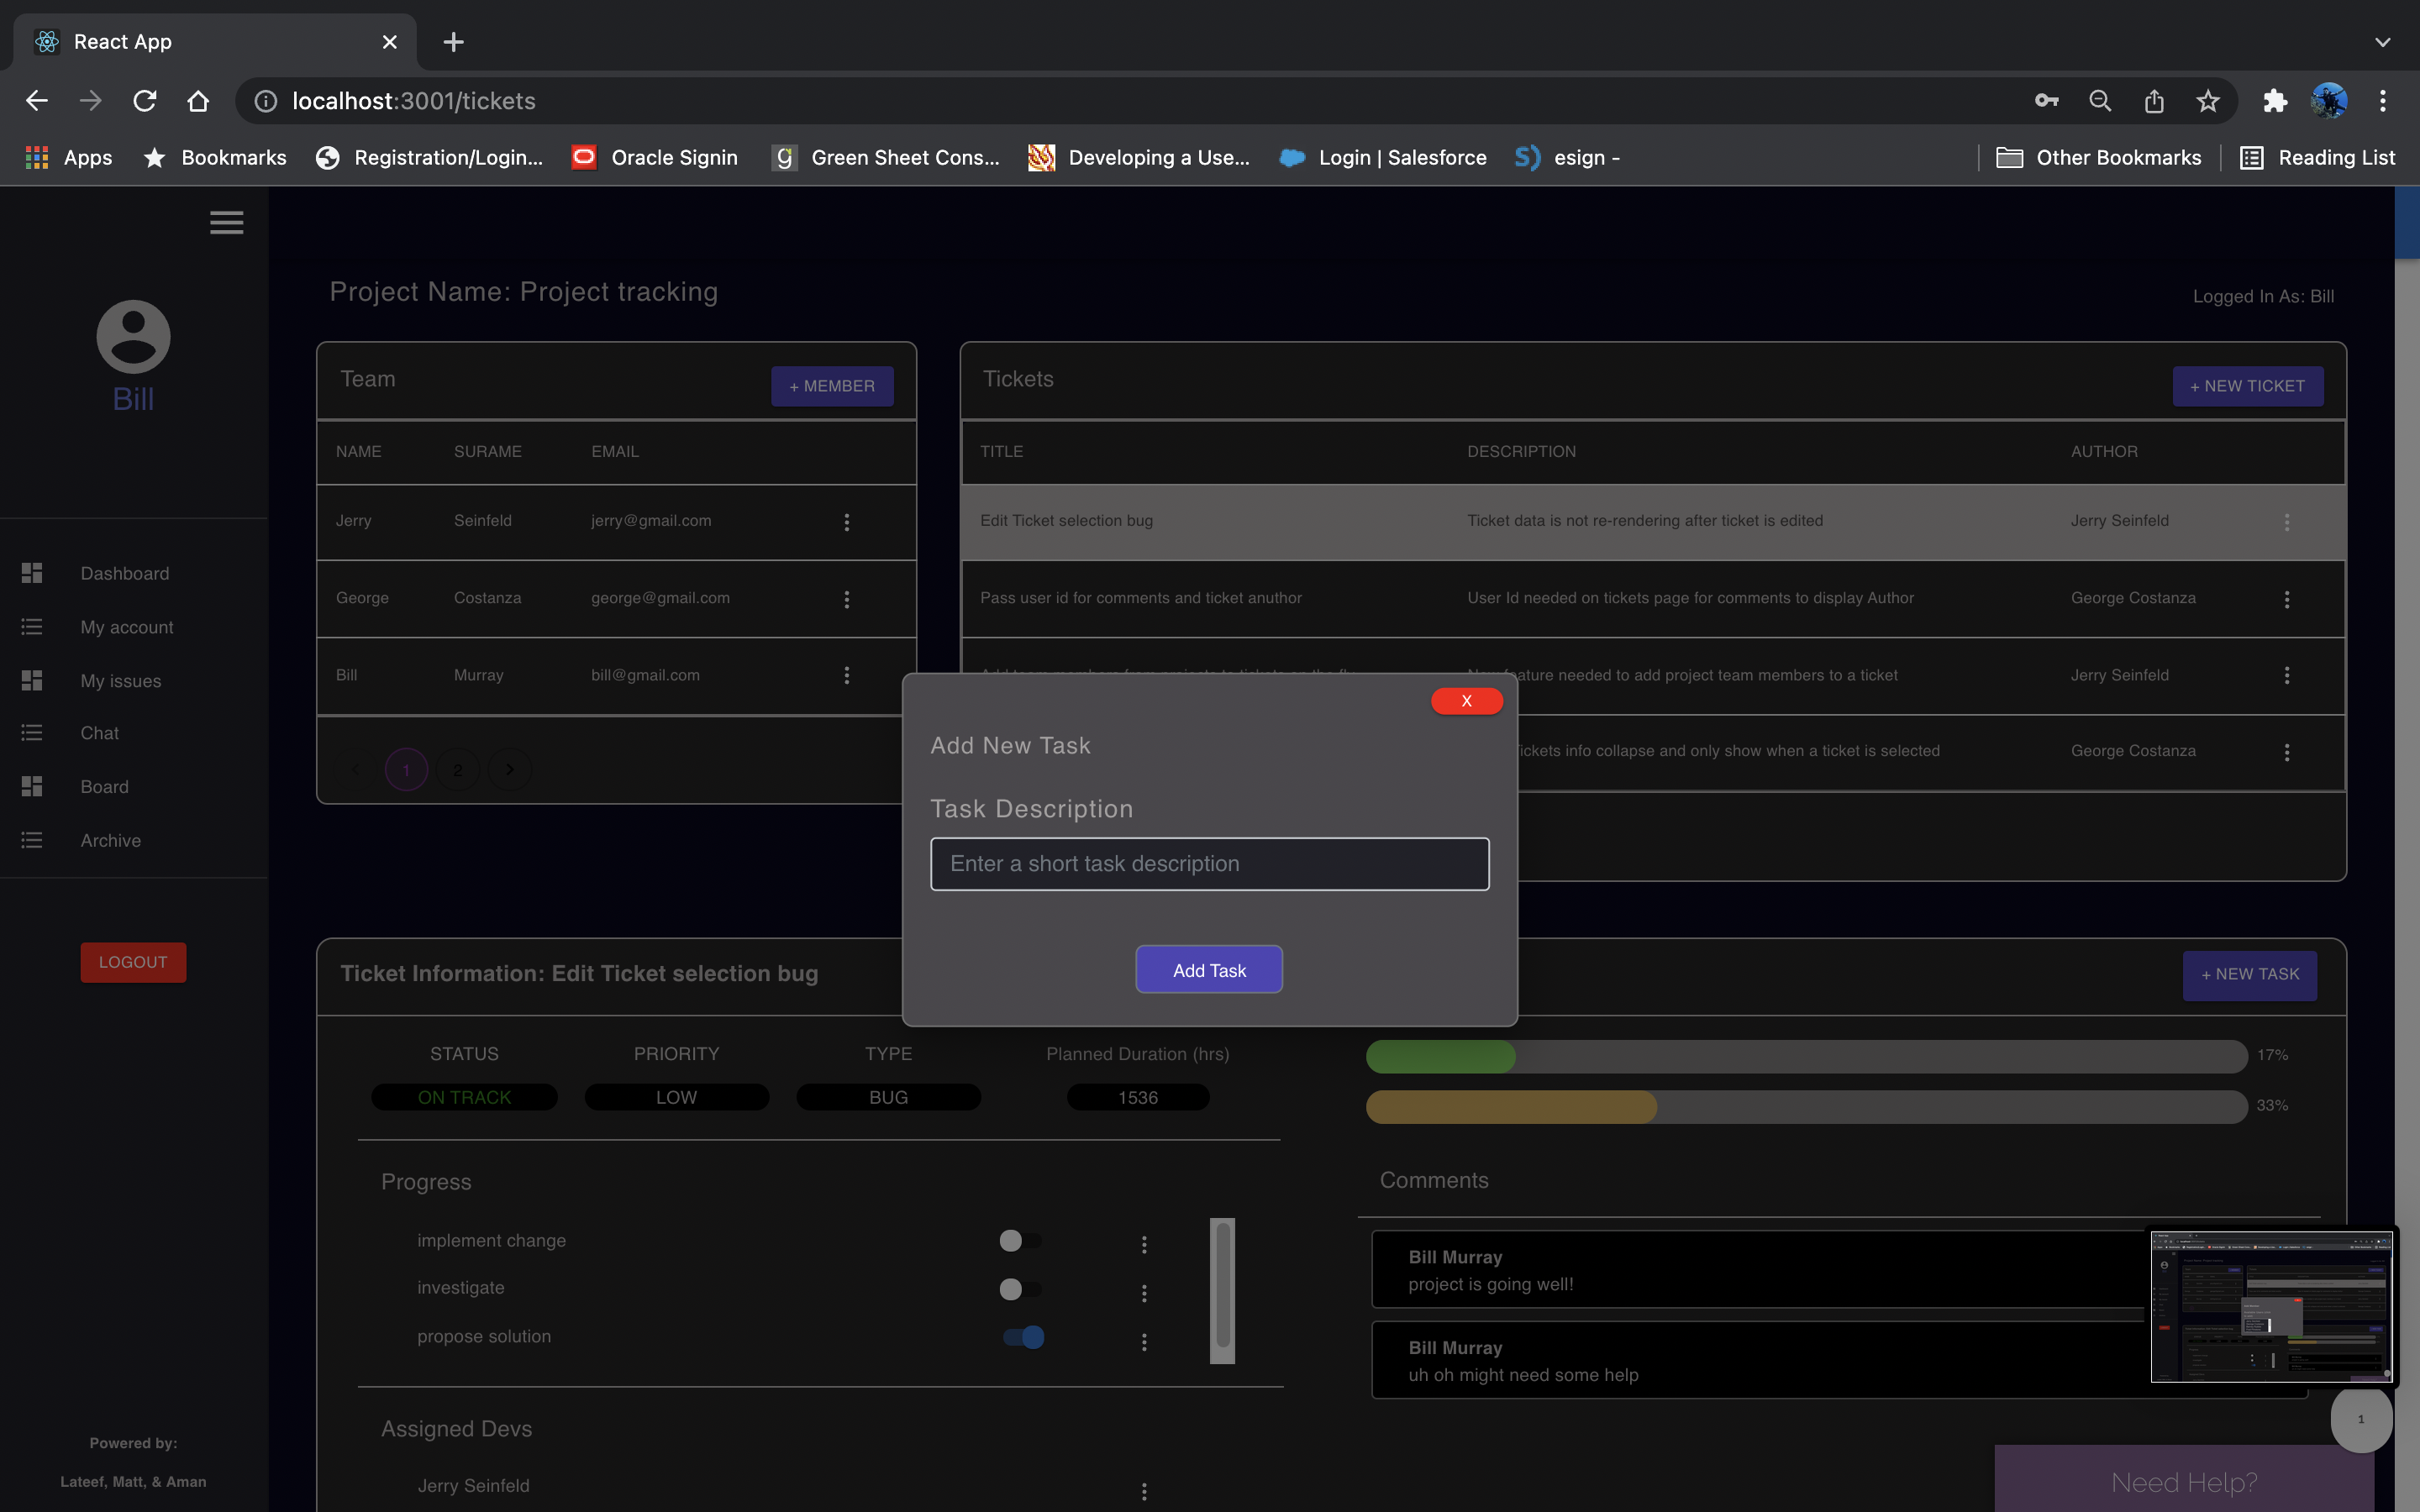 React App
localhost:3001/tickets
Apps
Bookmarks
Registration/Login...
Oracle Signin
Green Sheet Cons...
Developing a Use...
Login | Salesforce
esign -
Other Bookmarks
Reading List
Bill
Dashboard
My account
My issues
Chat
Board
Archive
LOGOUT
Powered by:
Lateef, Matt, & Aman
Project Name: Project tracking
Logged In As: Bill
Team
+ MEMBER
NAME SURAME EMAIL
Jerry Seinfeld jerry@gmail.com
George Costanza george@gmail.com
Bill Murray bill@gmail.com
1 2
Tickets
+ NEW TICKET
TITLE DESCRIPTION AUTHOR
Edit Ticket selection bug Ticket data is not re-rendering after ticket is edited Jerry Seinfeld
Pass user id for comments and ticket anuthor User Id needed on tickets page for comments to display Author George Costanza
needed to add project team members to a ticket Jerry Seinfeld
info collapse and only show when a ticket is selected George Costanza
X
Add New Task
Task Description
Enter a short task description
Add Task
Ticket Information: Edit Ticket selection bug
+ NEW TASK
STATUS PRIORITY TYPE Planned Duration (hrs)
ON TRACK LOW BUG 1536
17%
33%
Progress
implement change
investigate
propose solution
Assigned Devs
Jerry Seinfeld
Comments
Bill Murray
project is going well!
Bill Murray
uh oh might need some help
1
Need Help?